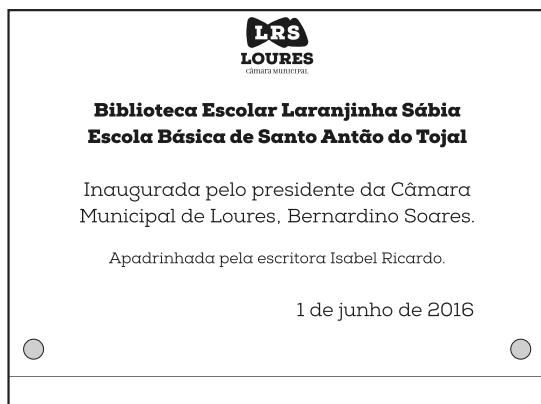 LRS
LOURES
CÂMARA MUNICIPAL
Biblioteca Escolar Laranjinha Sábia
Escola Básica de Santo Antão do Tojal
Inaugurada pelo presidente da Câmara
Municipal de Loures, Bernardino Soares.
Apadrinhada pela escritora Isabel Ricardo.
1 de junho de 2016